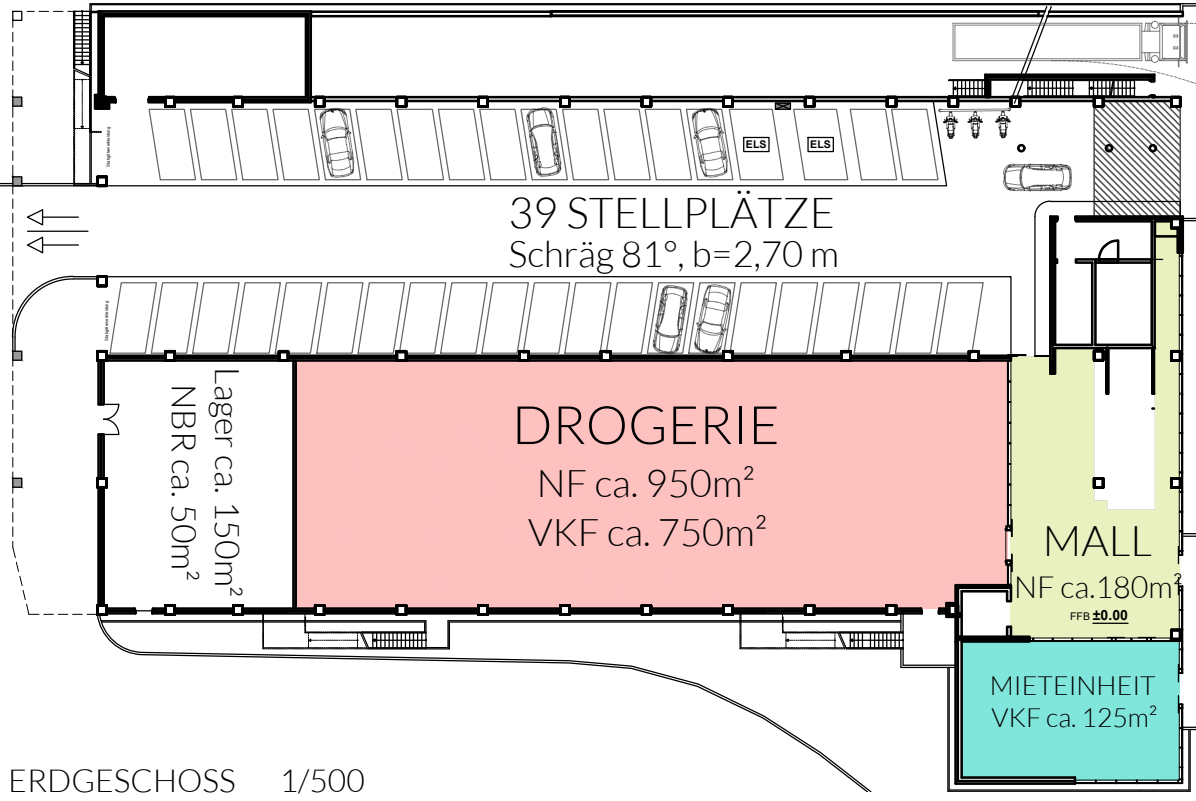 ELS
ELS
39 STELLPLÄTZE
Schräg 81°, b=2,70 m
Lager ca. 150m²
NBR ca. 50m²
DROGERIE
NF ca. 950m²
VKF ca. 750m²
MALL
NF ca.180m²
FFB ±0.00
MIETEINHEIT
VKF ca. 125m²
ERDGESCHOSS 1/500